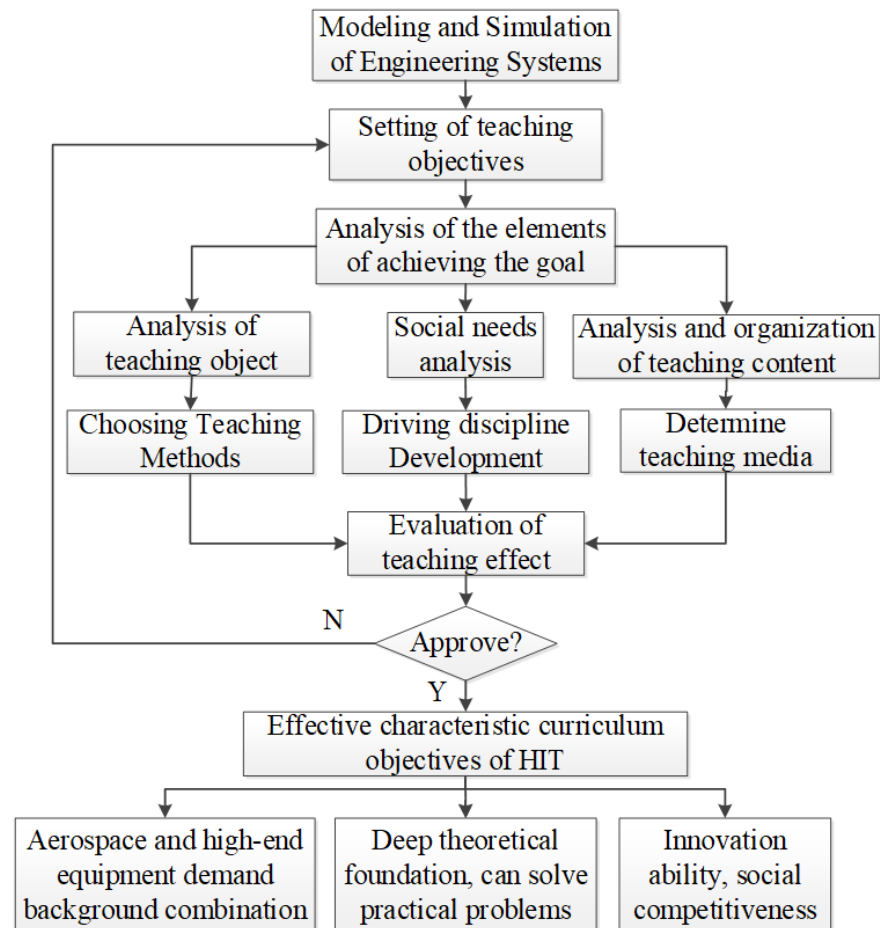 Modeling and Simulation
of Engineering Systems
Setting of teaching
objectives
Analysis of the elements
of achieving the goal
Analysis of
teaching object
Social needs
analysis
Analysis and organization
of teaching content
Choosing Teaching
Methods
Driving discipline
Development
Determine
teaching media
Evaluation of
teaching effect
N
Approve?
Y
Effective characteristic curriculum
objectives of HIT
Aerospace and high-end
equipment demand
background combination
Deep theoretical
foundation, can solve
practical problems
Innovation
ability, social
competitiveness